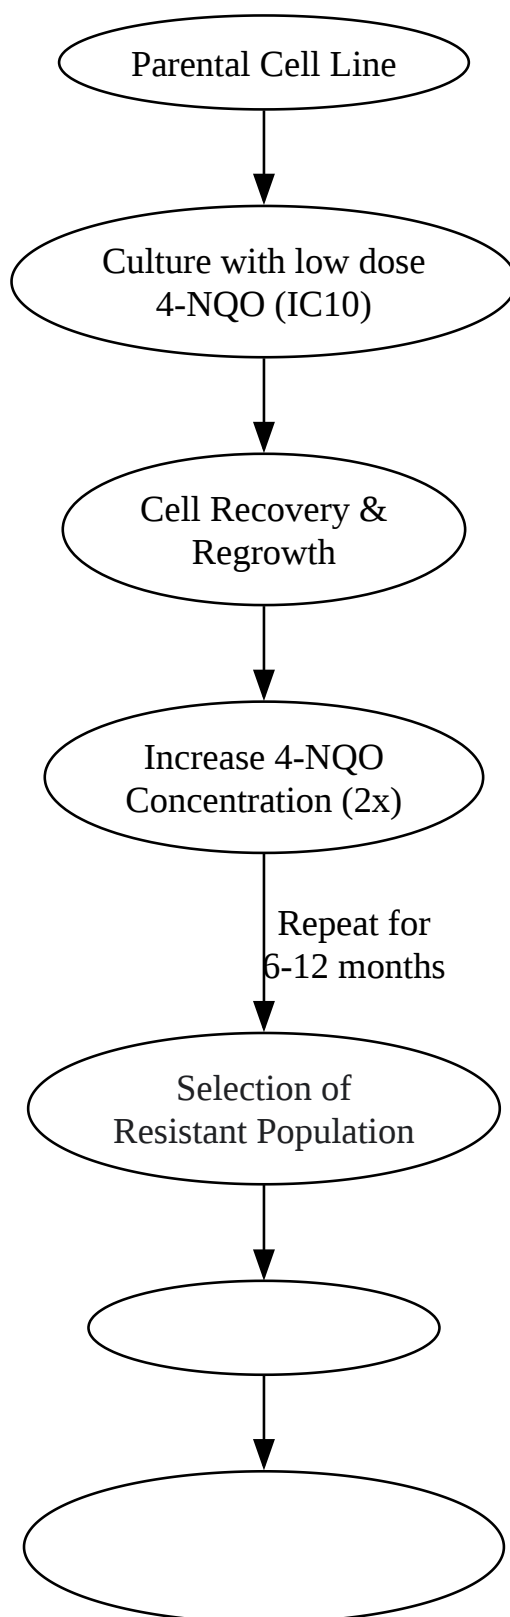 Parental Cell Line
Culture with low dose
4-NQO (IC10)
Cell Recovery &
Regrowth
Increase 4-NQO
Concentration (2x)
Repeat for
6-12 months
Selection of
Resistant Population